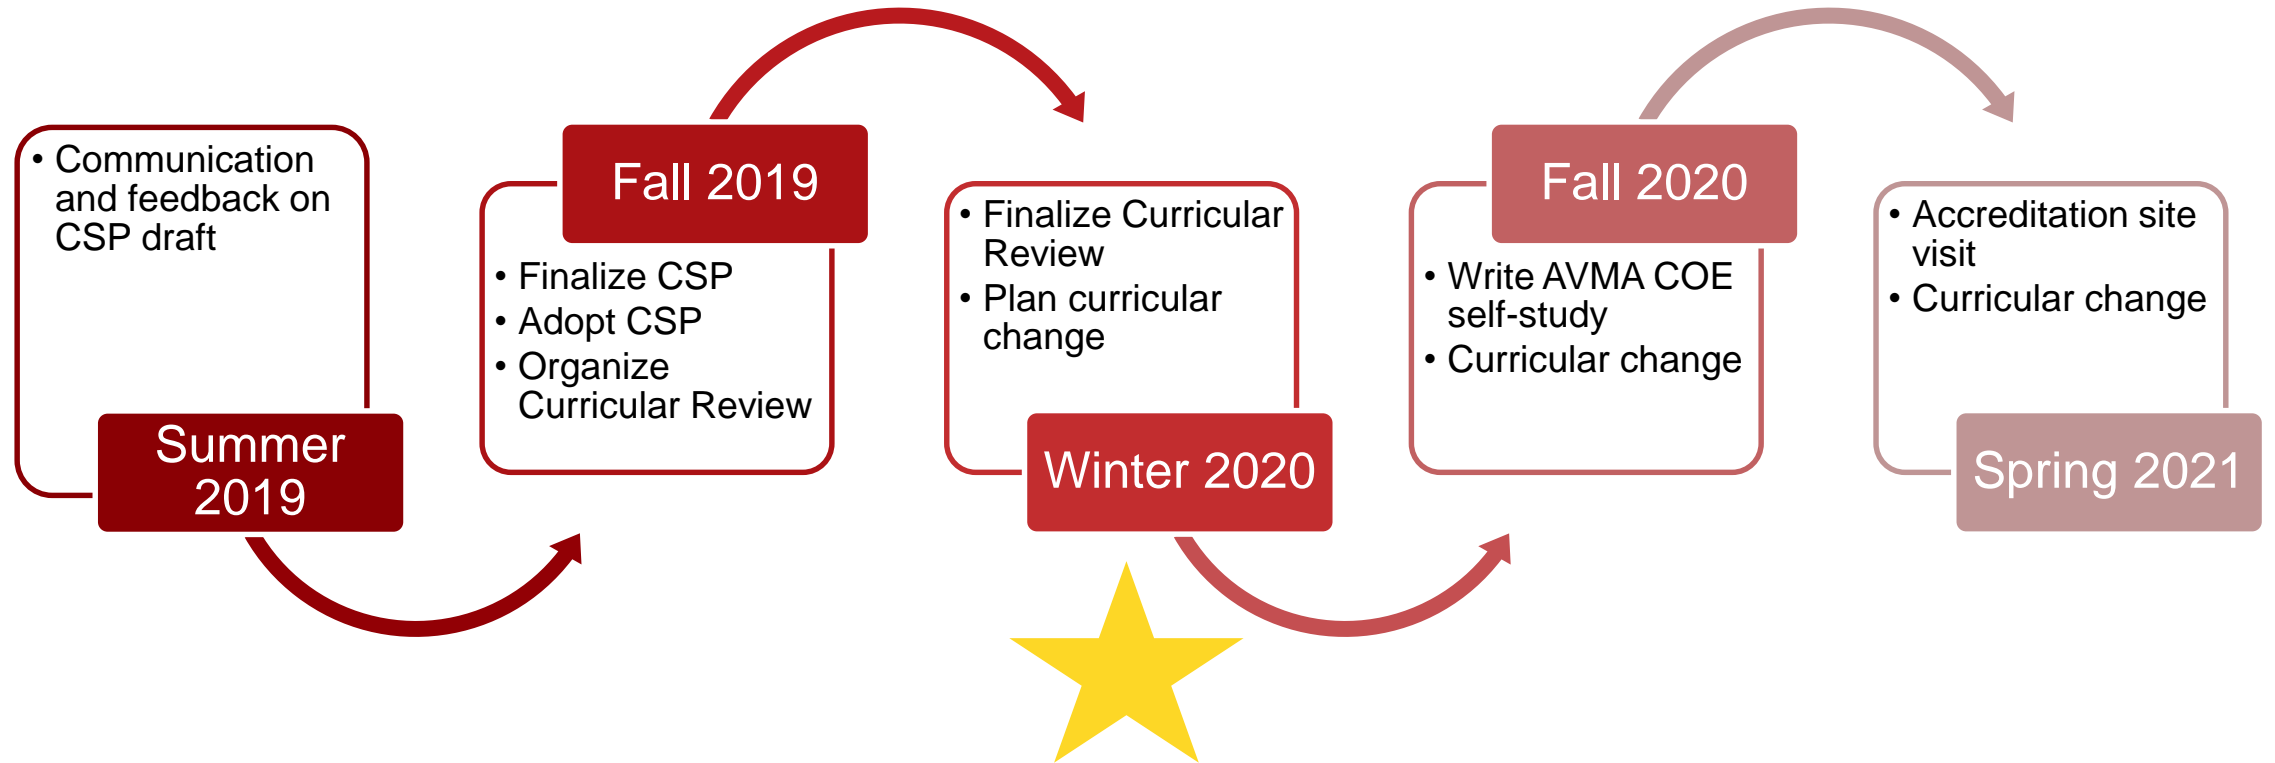 • Communication
and feedback on
CSP draft
Summer
2019
Fall 2019
• Finalize CSP
• Adopt CSP
• Organize
Curricular Review
• Finalize Curricular
Review
• Plan curricular
change
Winter 2020
Fall 2020
• Write AVMA COE
self-study
• Curricular change
• Accreditation site
visit
• Curricular change
Spring 2021